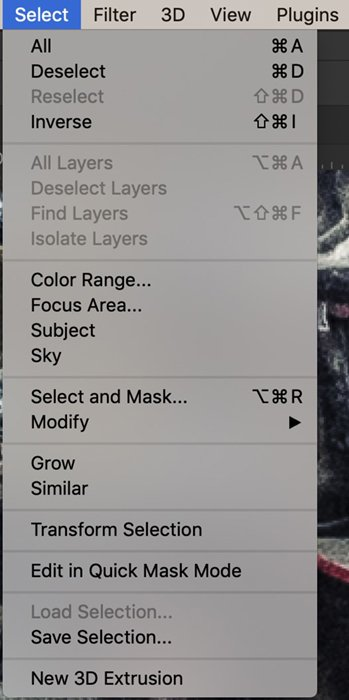 Select Filter 3D View Plugins
All ⌘A
Deselect ⌘D
Reselect ⇧⌘D
Inverse ⇧⌘I
All Layers ⌥⌘A
Deselect Layers
Find Layers ⌥⇧⌘F
Isolate Layers
Color Range...
Focus Area...
Subject
Sky
Select and Mask... ⌥⌘R
Modify ▶
Grow
Similar
Transform Selection
Edit in Quick Mask Mode
Load Selection...
Save Selection...
New 3D Extrusion